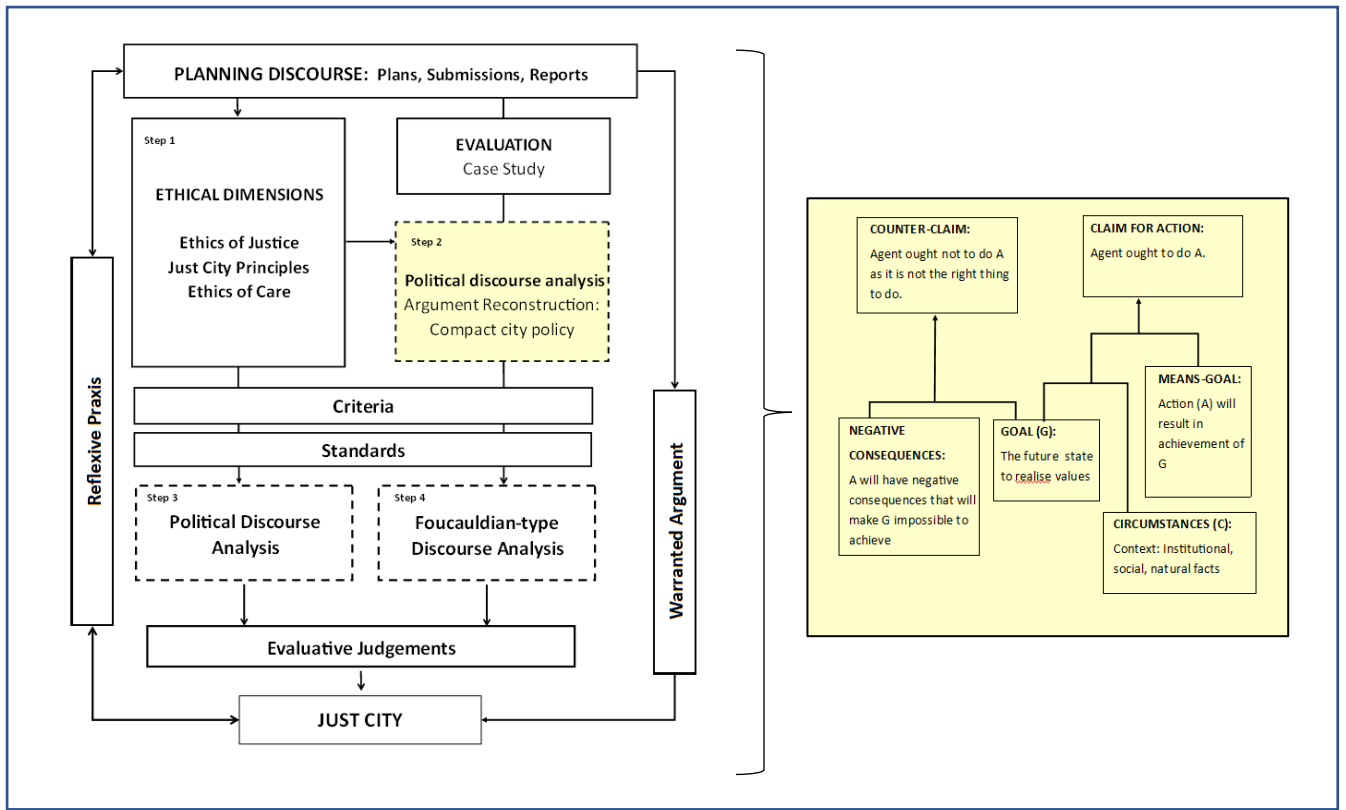 PLANNING DISCOURSE: Plans, Submissions, Reports
Step 1
ETHICAL DIMENSIONS
Ethics of Justice
Just City Principles
Ethics of Care
EVALUATION
Case Study
Step 2
Political discourse analysis
Argument Reconstruction:
Compact city policy
Criteria
Standards
Step 3
Political Discourse
Analysis
Step 4
Foucauldian-type
Discourse Analysis
Evaluative Judgements
JUST CITY
Reflexive Praxis
Warranted Argument
COUNTER-CLAIM:
Agent ought not to do A
as it is not the right thing
to do.
CLAIM FOR ACTION:
Agent ought to do A.
NEGATIVE
CONSEQUENCES:
A will have negative
consequences that will
make G impossible to
achieve
GOAL (G):
The future state
to realise values
MEANS-GOAL:
Action (A) will
result in
achievement of
G
CIRCUMSTANCES (C):
Context: Institutional,
social, natural facts